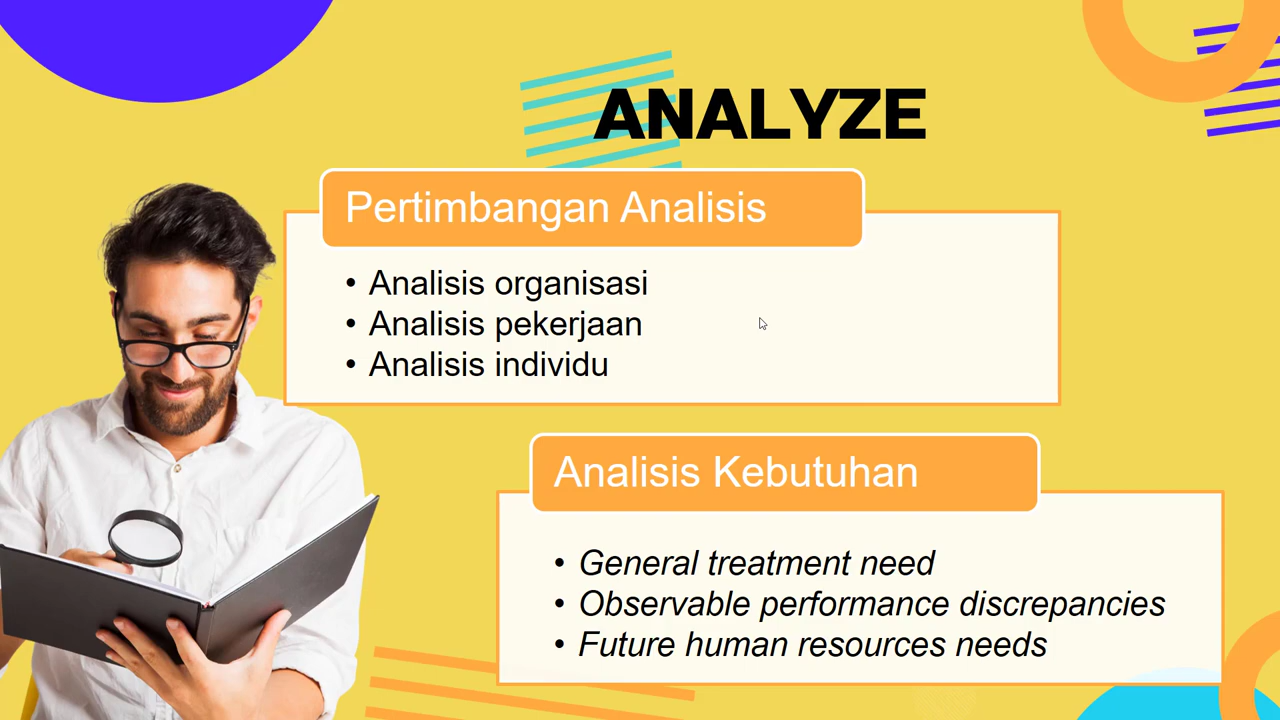 ANALYZE
Pertimbangan Analisis
• Analisis organisasi
• Analisis pekerjaan
• Analisis individu
Analisis Kebutuhan
• General treatment need
• Observable performance discrepancies
• Future human resources needs